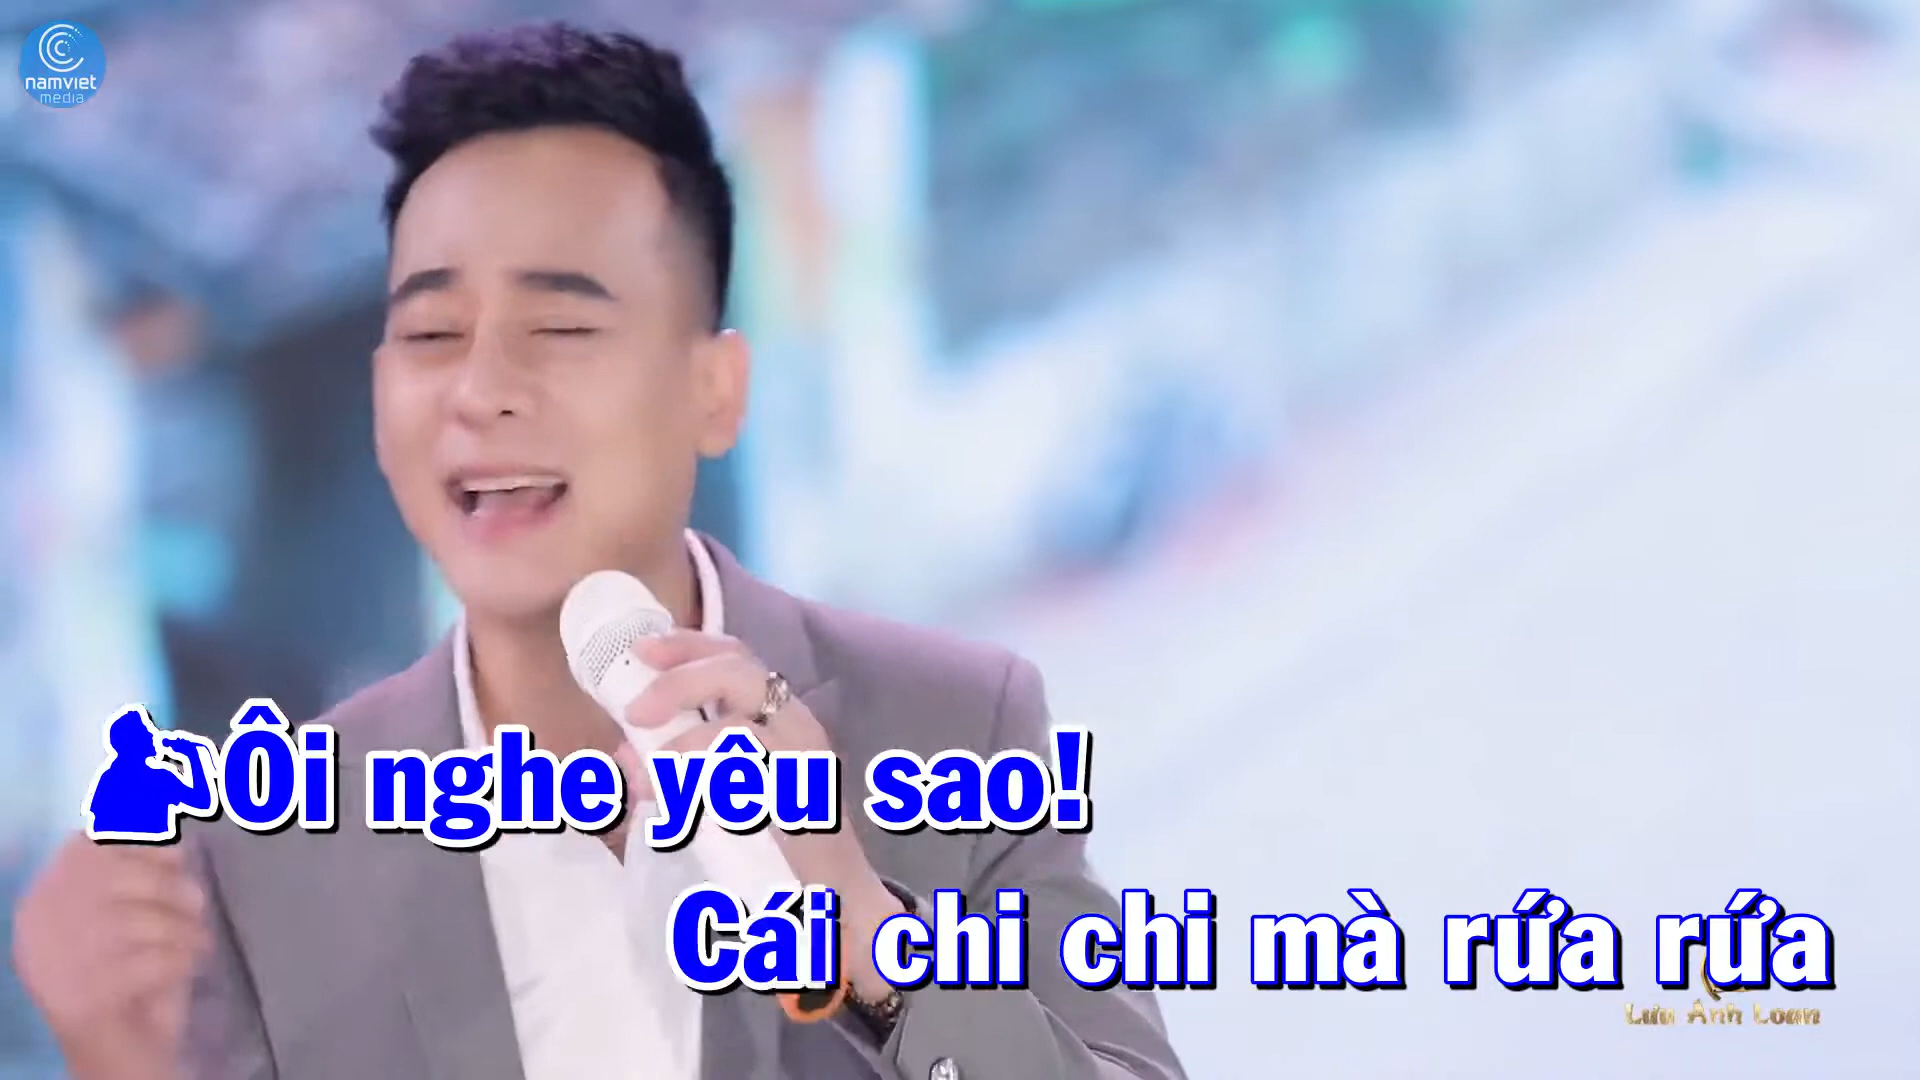 namviet
media
Ôi nghe yêu sao!
Cái chi chi mà rứa rứa
Lưu Ánh Loan